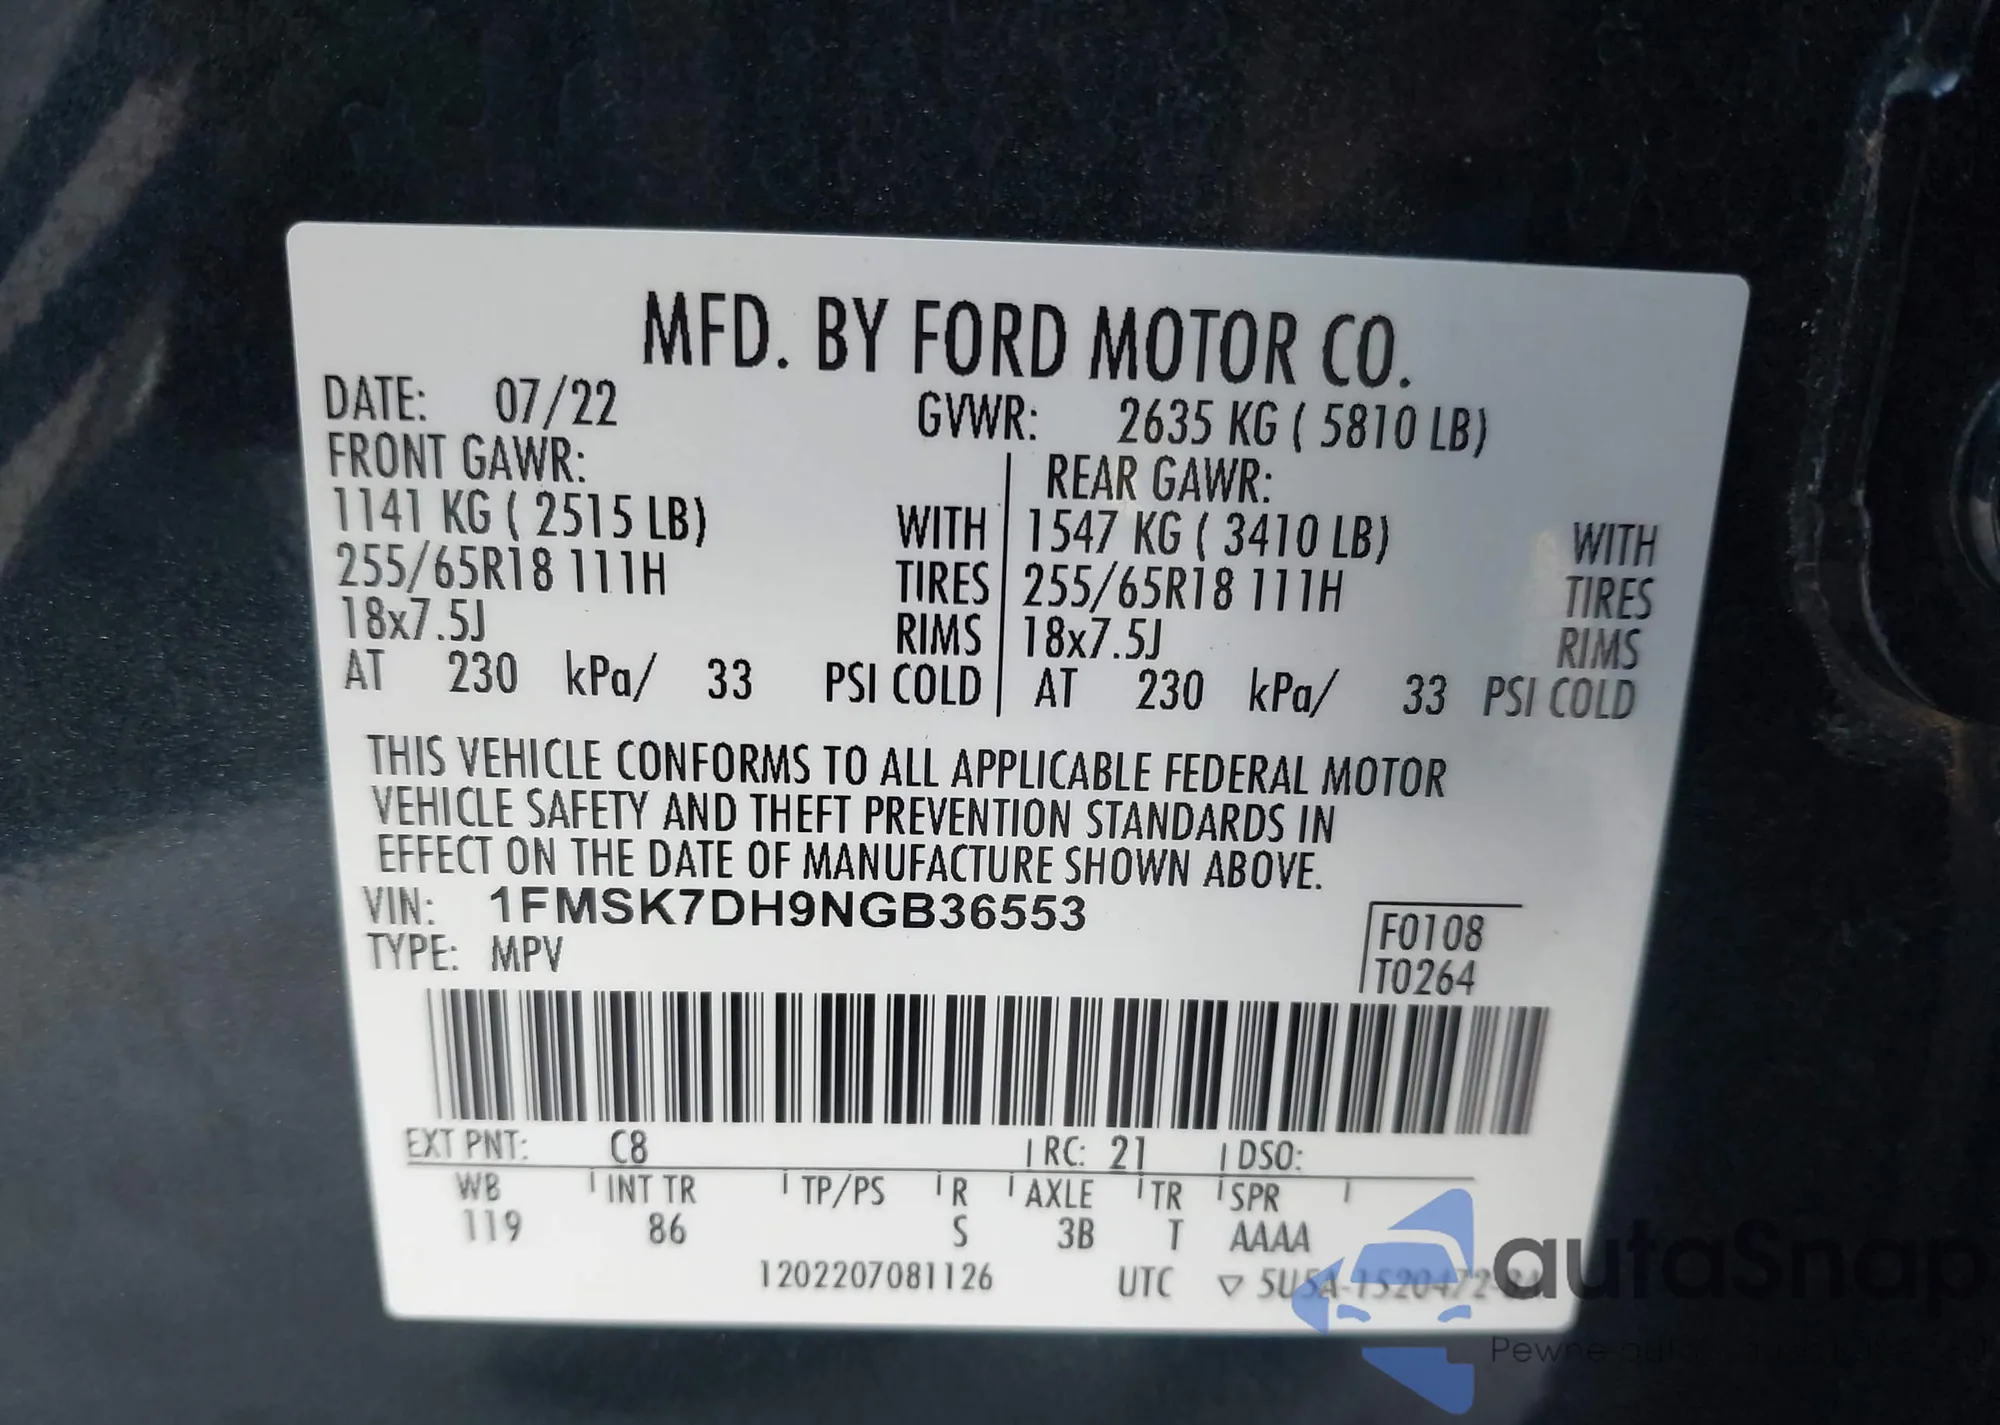 MFD. BY FORD MOTOR CO.
DATE: 07/22 GVWR: 2635 KG ( 5810 LB)
FRONT GAWR: REAR GAWR:
1141 KG ( 2515 LB) WITH 1547 KG ( 3410 LB) WITH
255/65R18 111H TIRES 255/65R18 111H TIRES
18x7.5J RIMS 18x7.5J RIMS
AT 230 kPa/ 33 PSI COLD AT 230 kPa/ 33 PSI COLD
THIS VEHICLE CONFORMS TO ALL APPLICABLE FEDERAL MOTOR
VEHICLE SAFETY AND THEFT PREVENTION STANDARDS IN
EFFECT ON THE DATE OF MANUFACTURE SHOWN ABOVE.
VIN: 1FMSK7DH9NGB36553
F0108
TYPE: MPV
T0264
EXT PNT: C8 RC: 21 DSO:
WB INT TR TP/PS R AXLE TR SPR
119 86 S 3B T AAAA
1202207081126 UTC ▽
autaSnap
Pewne